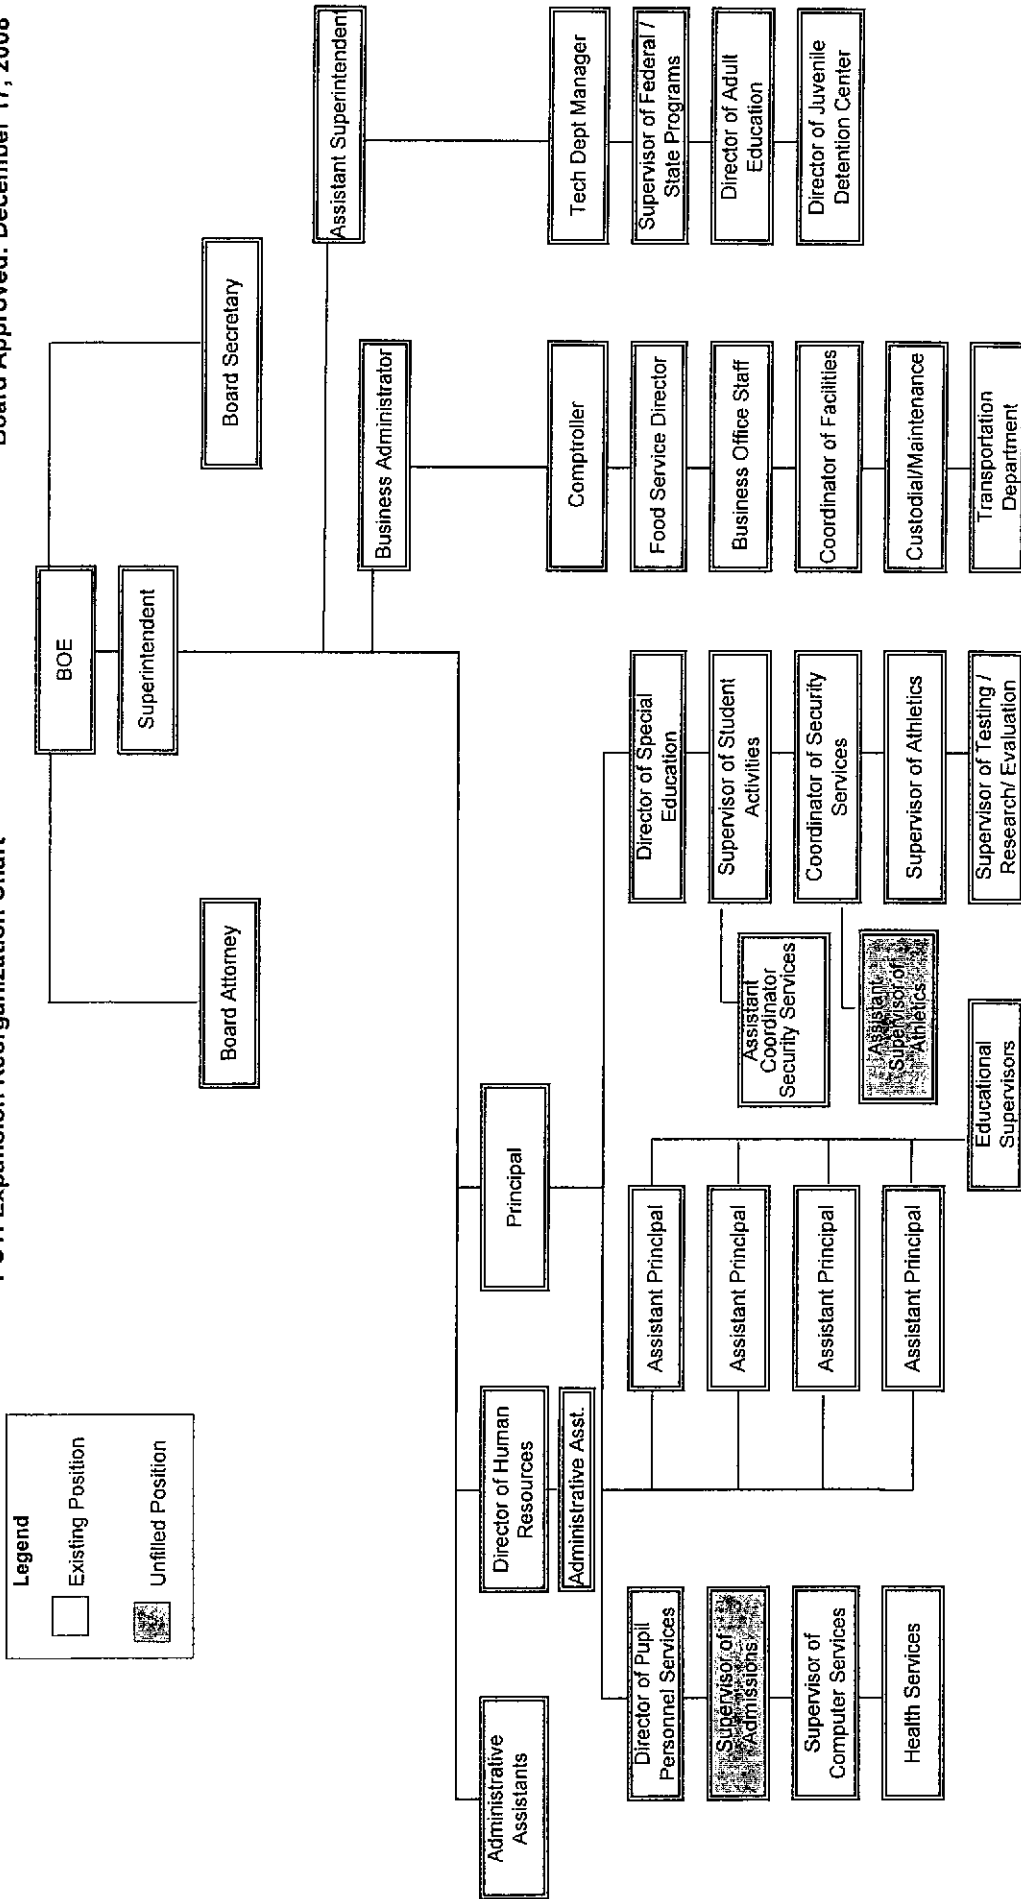 Expansion Reorganization Chart
Board Approved: December 17, 2008
Legend
Existing Position
Unfilled Position
BOE
Superintendent
Board Attorney
Board Secretary
Assistant Superintendent
Business Administrator
Administrative
Assistants
Director of Human
Resources
Administrative Asst.
Principal
Director of Pupil
Personnel Services
Supervisor of
Admissions
Supervisor of
Computer Services
Health Services
Assistant Principal
Assistant Principal
Assistant Principal
Assistant Principal
Educational
Supervisors
Assistant
Coordinator
Security Services
Assistant
Supervisor of
Athletics
Director of Special
Education
Supervisor of Student
Activities
Coordinator of Security
Services
Supervisor of Athletics
Supervisor of Testing /
Research/ Evaluation
Comptroller
Food Service Director
Business Office Staff
Coordinator of Facilities
Custodial/Maintenance
Transportation
Department
Tech Dept Manager
Supervisor of Federal /
State Programs
Director of Adult
Education
Director of Juvenile
Detention Center